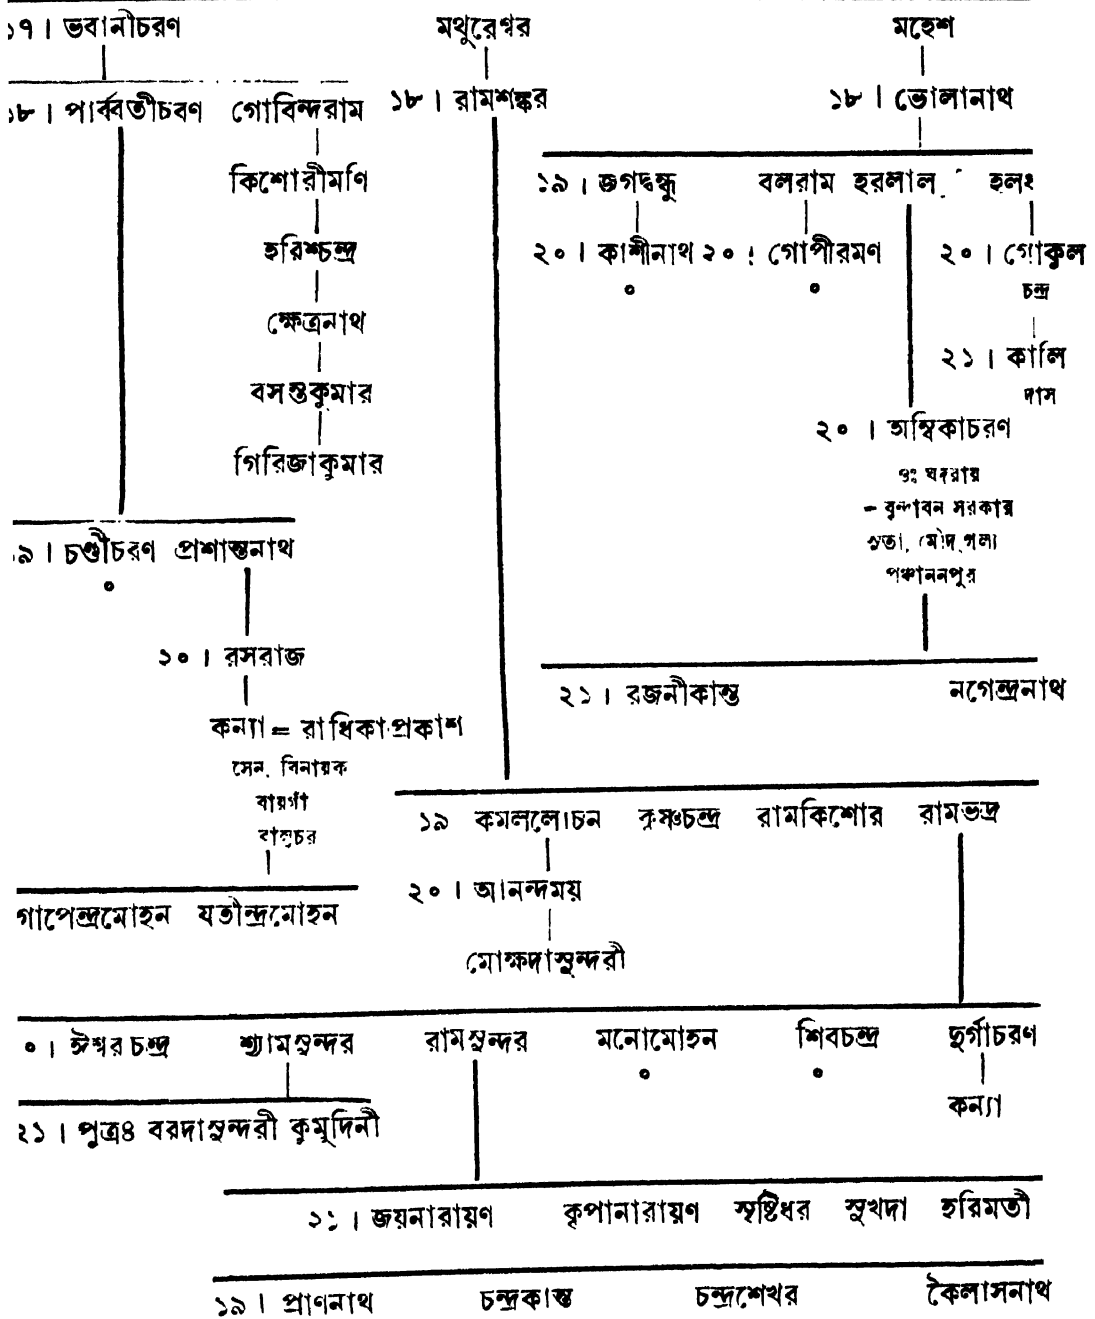 ১৭। ভবানীচরণ মথুরেশ্বর মহেশ
১৮। পার্ব্বতীচরণ গোবিন্দরাম ১৮। রামশঙ্কর ১৮। ভোলানাথ
কিশোরীমণি ১৯। জগদ্বন্ধু বলরাম হরলাল
হরিশ্চন্দ্র ২০। কাশীনাথ ২০। গোপীরমণ ২০। গোকুল
চন্দ্র
ক্ষেত্রনাথ
২১। কালি
দাস
বসন্তকুমার
২০। অম্বিকাচরণ
গিরিজাকুমার
– বৃন্দাবন সরকার
পঞ্চাননপুর
১৯। চণ্ডীচরণ প্রশান্তনাথ
২০। রসরাজ
২১। রজনীকান্ত নগেন্দ্রনাথ
কন্যা = রাধিকাপ্রকাশ
সেন, বিনায়ক
বালুচর
১৯ কমললোচন কৃষ্ণচন্দ্র রামকিশোর রামভদ্র
২০। আনন্দময়
গোপেন্দ্রমোহন যতীন্দ্রমোহন
মোক্ষদাসুন্দরী
০। ঈশ্বরচন্দ্র শ্যামসুন্দর রামসুন্দর মনোমোহন শিবচন্দ্র দুর্গাচরণ
কন্যা
২১। পুত্র৪ বরদাসুন্দরী কুমুদিনী
২১। জয়নারায়ণ কৃপানারায়ণ সৃষ্টিধর সুখদা হরিমতী
১৯। প্রাণনাথ চন্দ্রকান্ত চন্দ্রশেখর কৈলাসনাথ